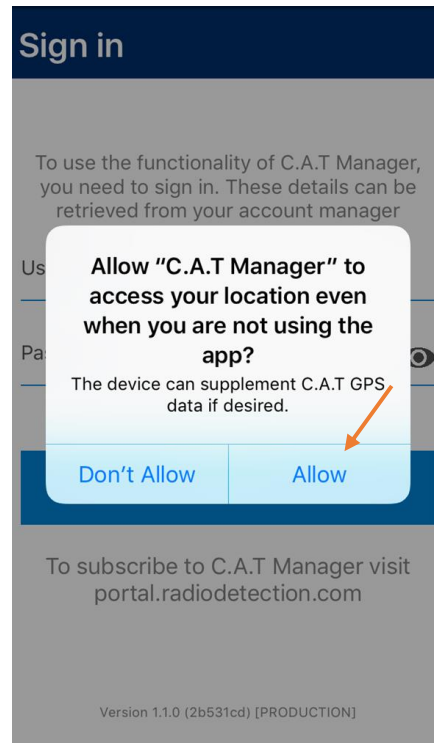 Sign in
To use the functionality of C.A.T Manager,
you need to sign in. These details can be
retrieved from your account manager
Us
Allow "C.A.T Manager" to
access your location even
when you are not using the
app?
Pa
The device can supplement C.A.T GPS
data if desired.
Don't Allow
Allow
To subscribe to C.A.T Manager visit
portal.radiodetection.com
Version 1.1.0 (2b531cd) [PRODUCTION]